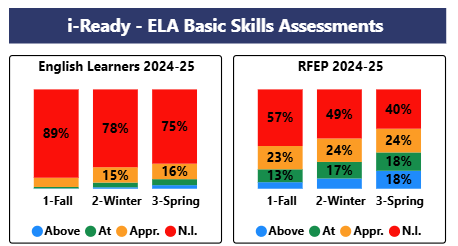 i-Ready - ELA Basic Skills Assessments
English Learners 2024-25
89%
78%
75%
15%
16%
1-Fall 2-Winter 3-Spring
Above At Appr. N.I.
RFEP 2024-25
57%
49%
40%
23%
24%
24%
13%
17%
18%
18%
1-Fall 2-Winter 3-Spring
Above At Appr. N.I.